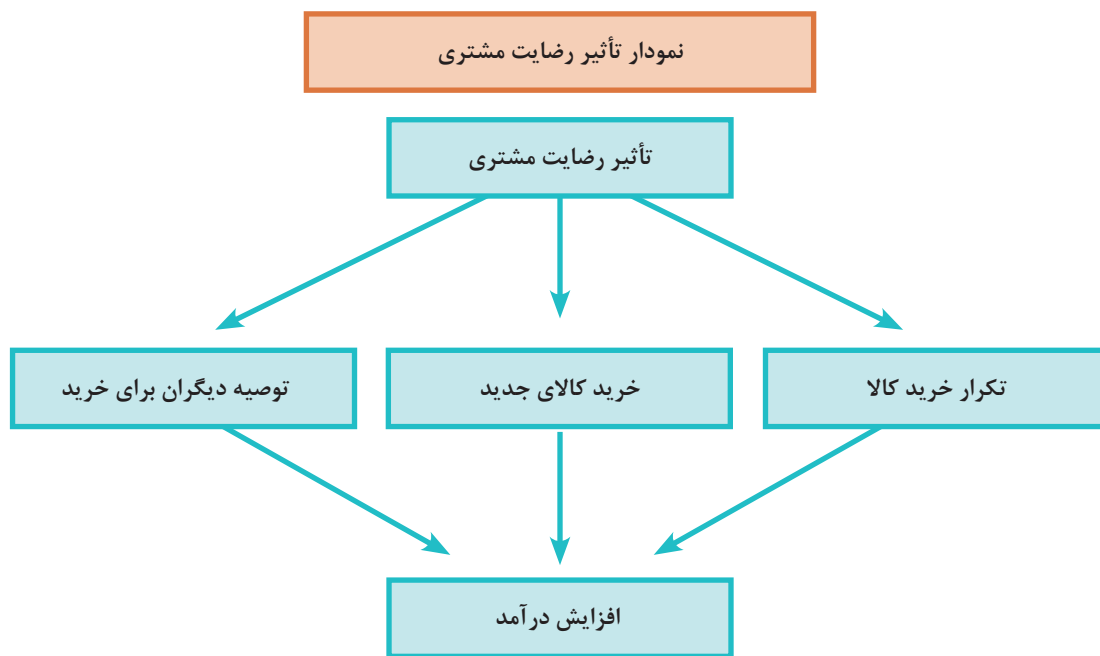 نمودار تأثیر رضایت مشتری
تأثیر رضایت مشتری
تکرار خرید کالا
خرید کالای جدید
توصیه دیگران برای خرید
افزایش درآمد